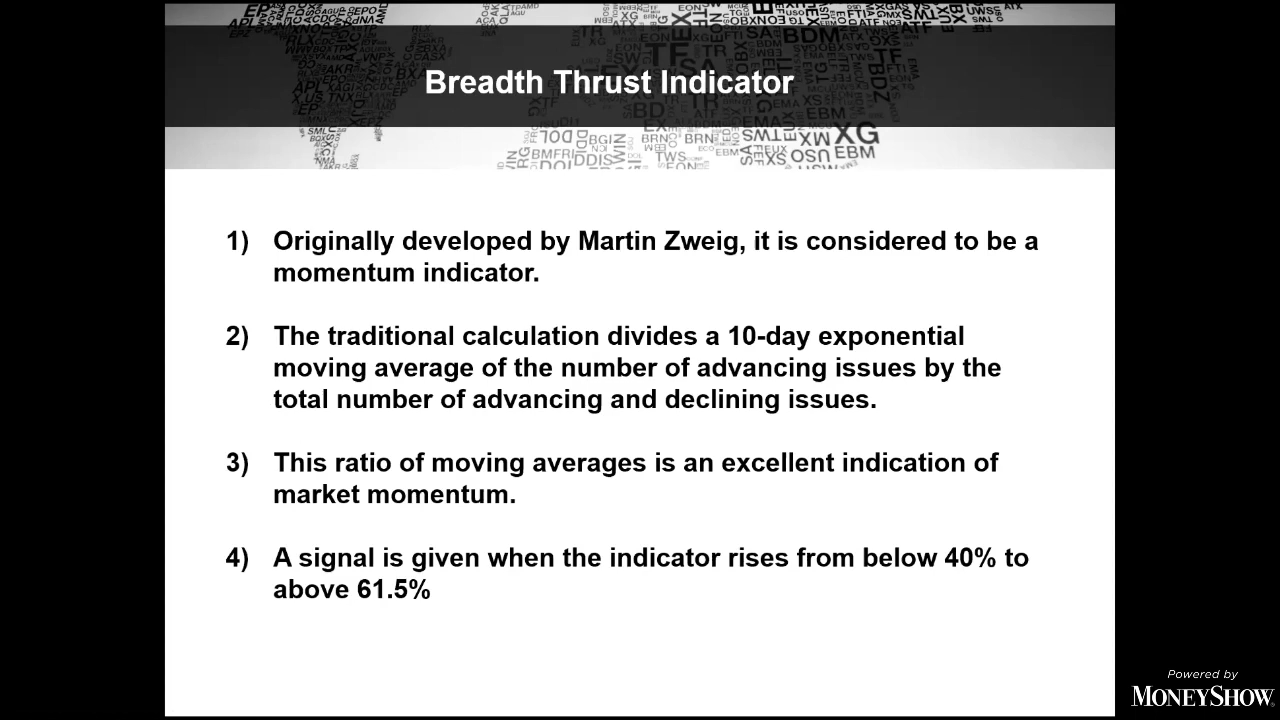 Breadth Thrust Indicator
1) Originally developed by Martin Zweig, it is considered to be a
momentum indicator.
2) The traditional calculation divides a 10-day exponential
moving average of the number of advancing issues by the
total number of advancing and declining issues.
3) This ratio of moving averages is an excellent indication of
market momentum.
4) A signal is given when the indicator rises from below 40% to
above 61.5%
Powered by
MONEYSHOW